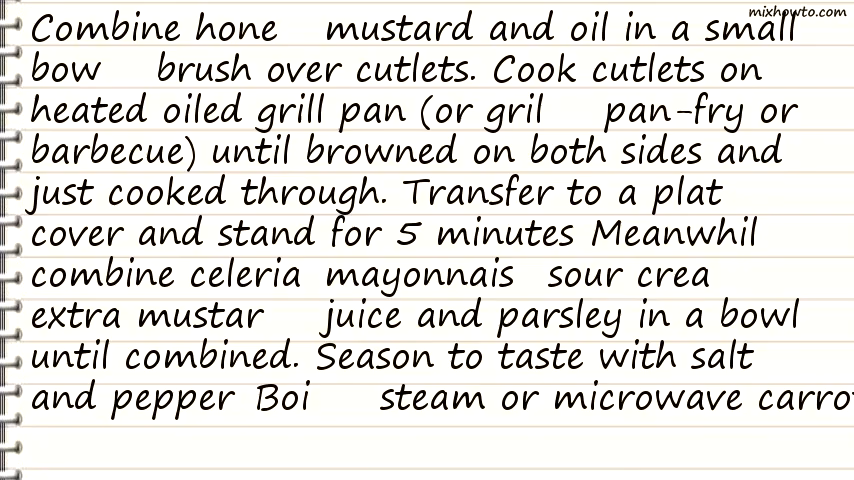 mixhowto.com
Combine hone mustard and oil in a small
bow brush over cutlets. Cook cutlets on
heated oiled grill pan (or gril pan-fry or
barbecue) until browned on both sides and
just cooked through. Transfer to a plat
cover and stand for 5 minutes Meanwhil
combine celeria mayonnais sour crea
extra mustar juice and parsley in a bowl
until combined. Season to taste with salt
and pepper Boi steam or microwave carro